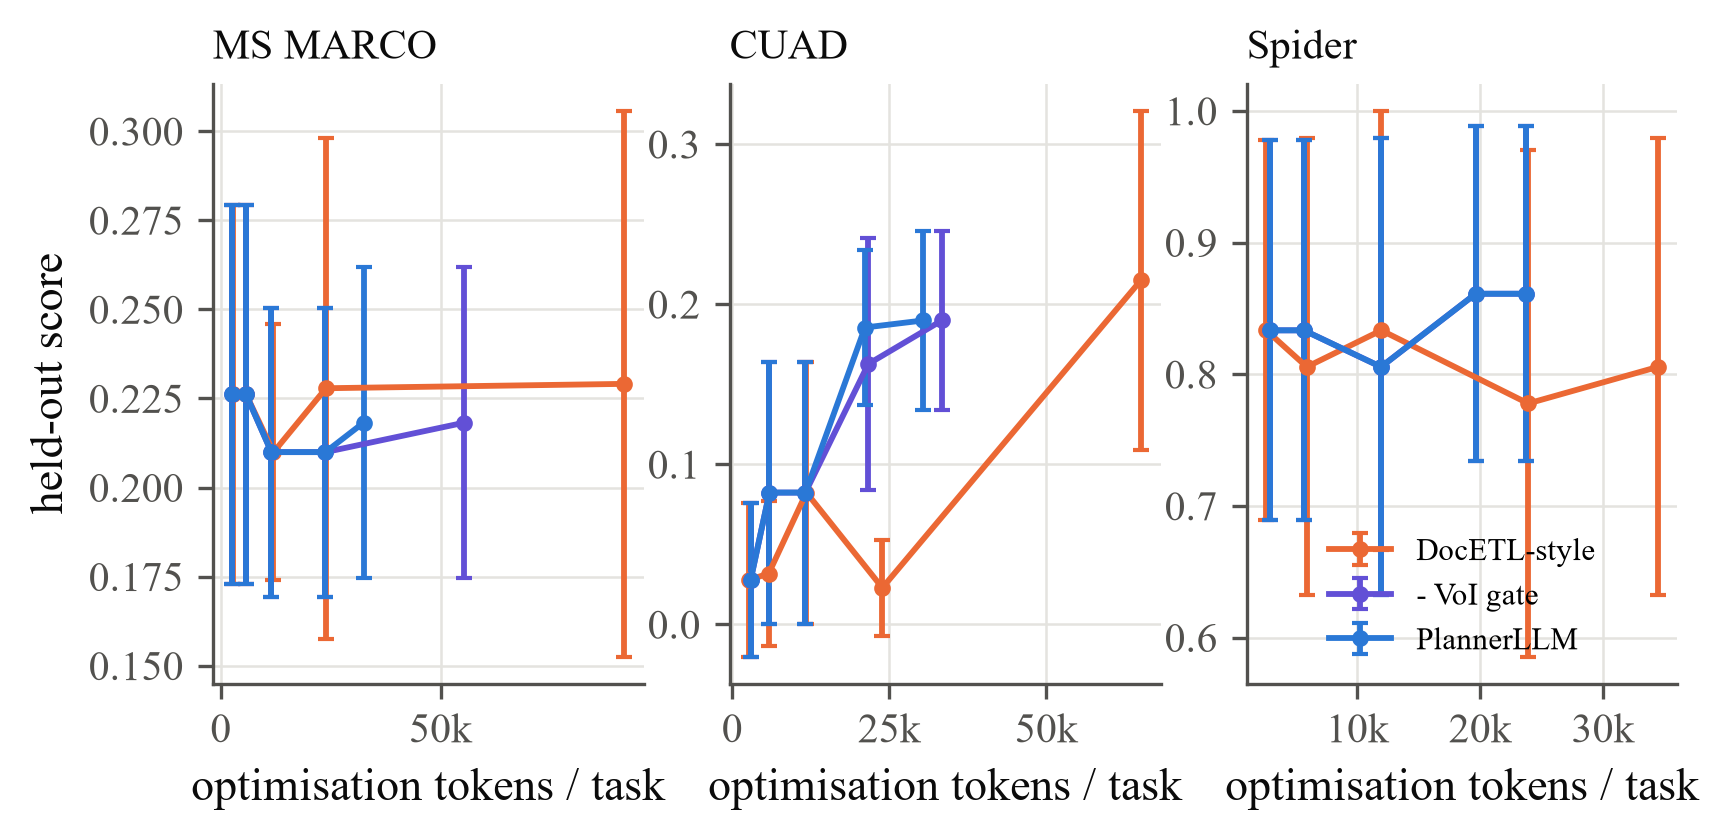 MS MARCO
CUAD
Spider
held-out score
0.300
0.275
0.250
0.225
0.200
0.175
0.150
0
50k
optimisation tokens / task
0.3
0.2
0.1
0.0
0
25k
50k
optimisation tokens / task
1.0
0.9
0.8
0.7
0.6
10k
20k
30k
optimisation tokens / task
DocETL-style
- VoI gate
PlannerLLM